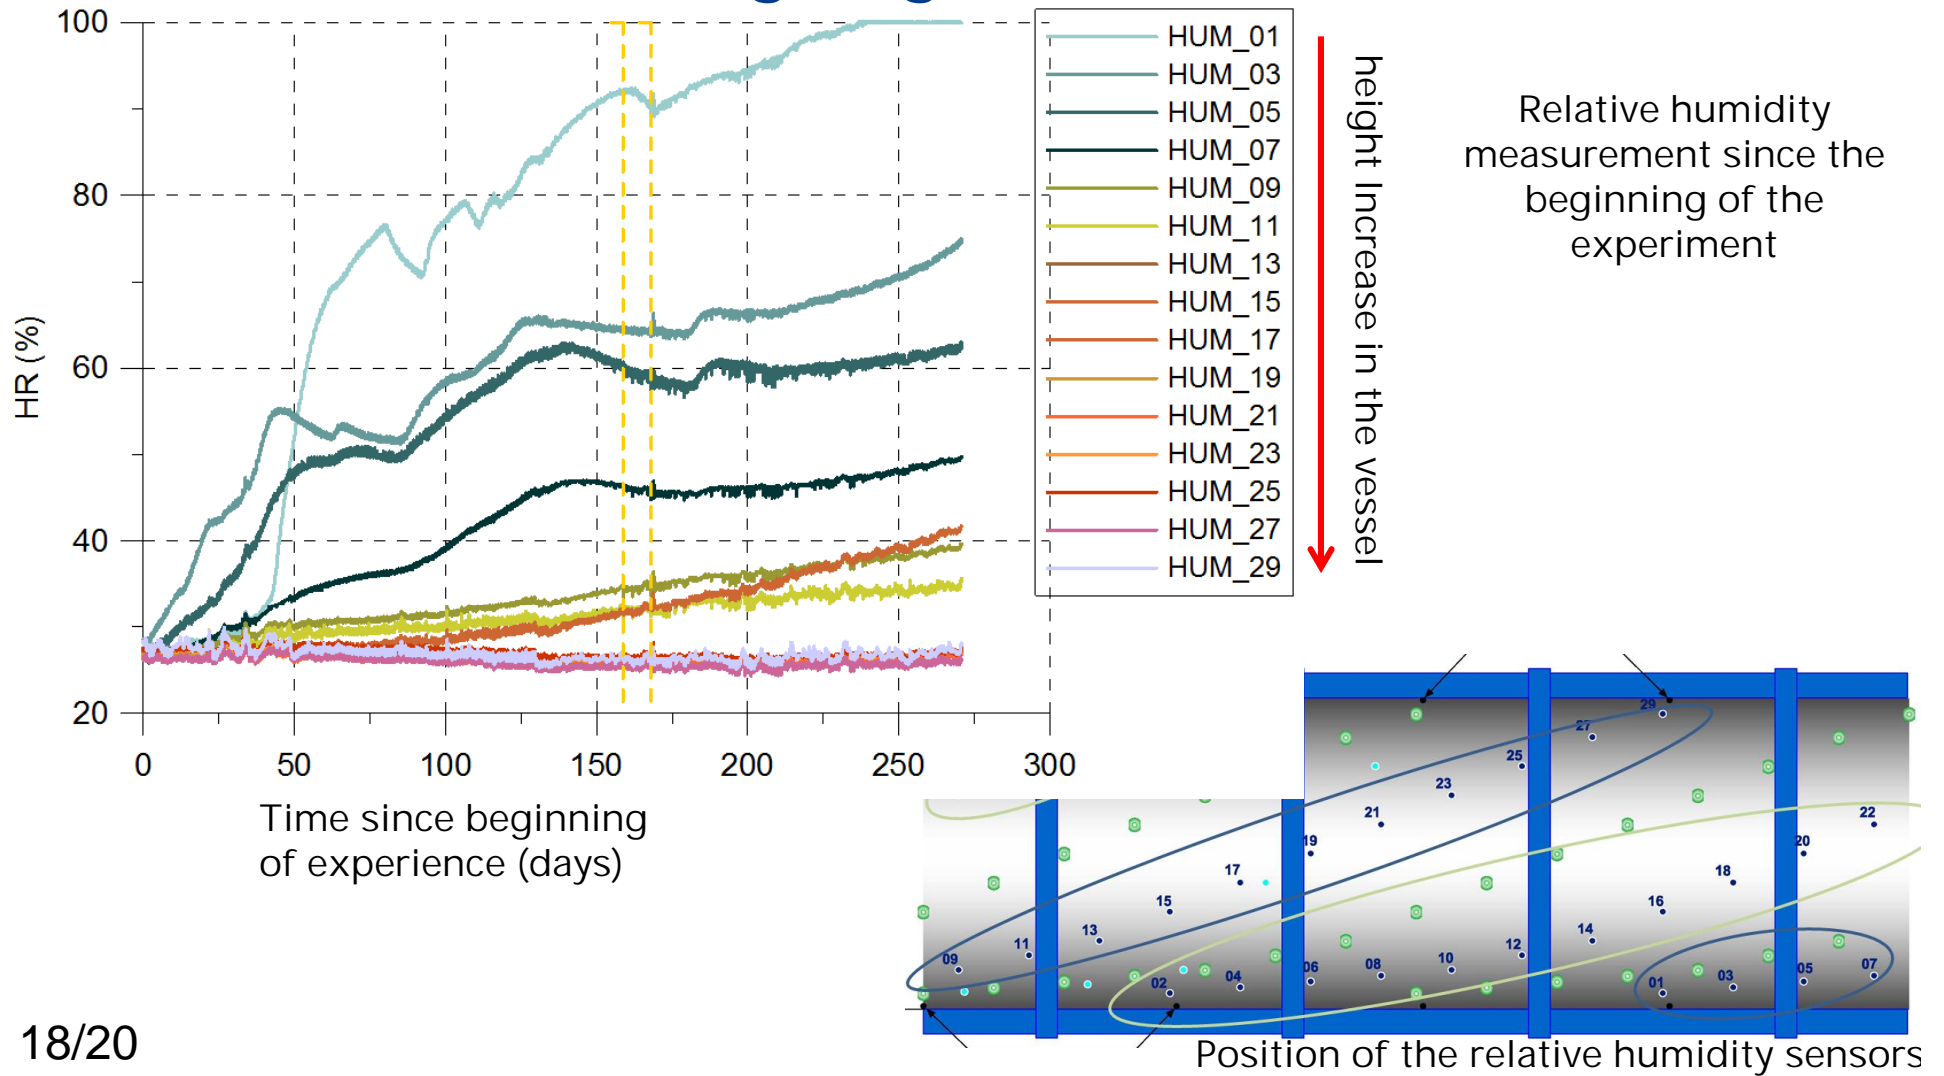 100
80
60
40
20
HR (%)
0
50
100
150
200
250
300
Time since beginning
of experience (days)
HUM_01
HUM_03
HUM_05
HUM_07
HUM_09
HUM_11
HUM_13
HUM_15
HUM_17
HUM_19
HUM_21
HUM_23
HUM_25
HUM_27
HUM_29
height Increase in the vessel
Relative humidity
measurement since the
beginning of the
experiment
29
27
25
23
21
22
19
20
17
18
15
16
13
14
11
12
09
10
08
06
04
02
01
03
05
07
Position of the relative humidity sensors
18/20